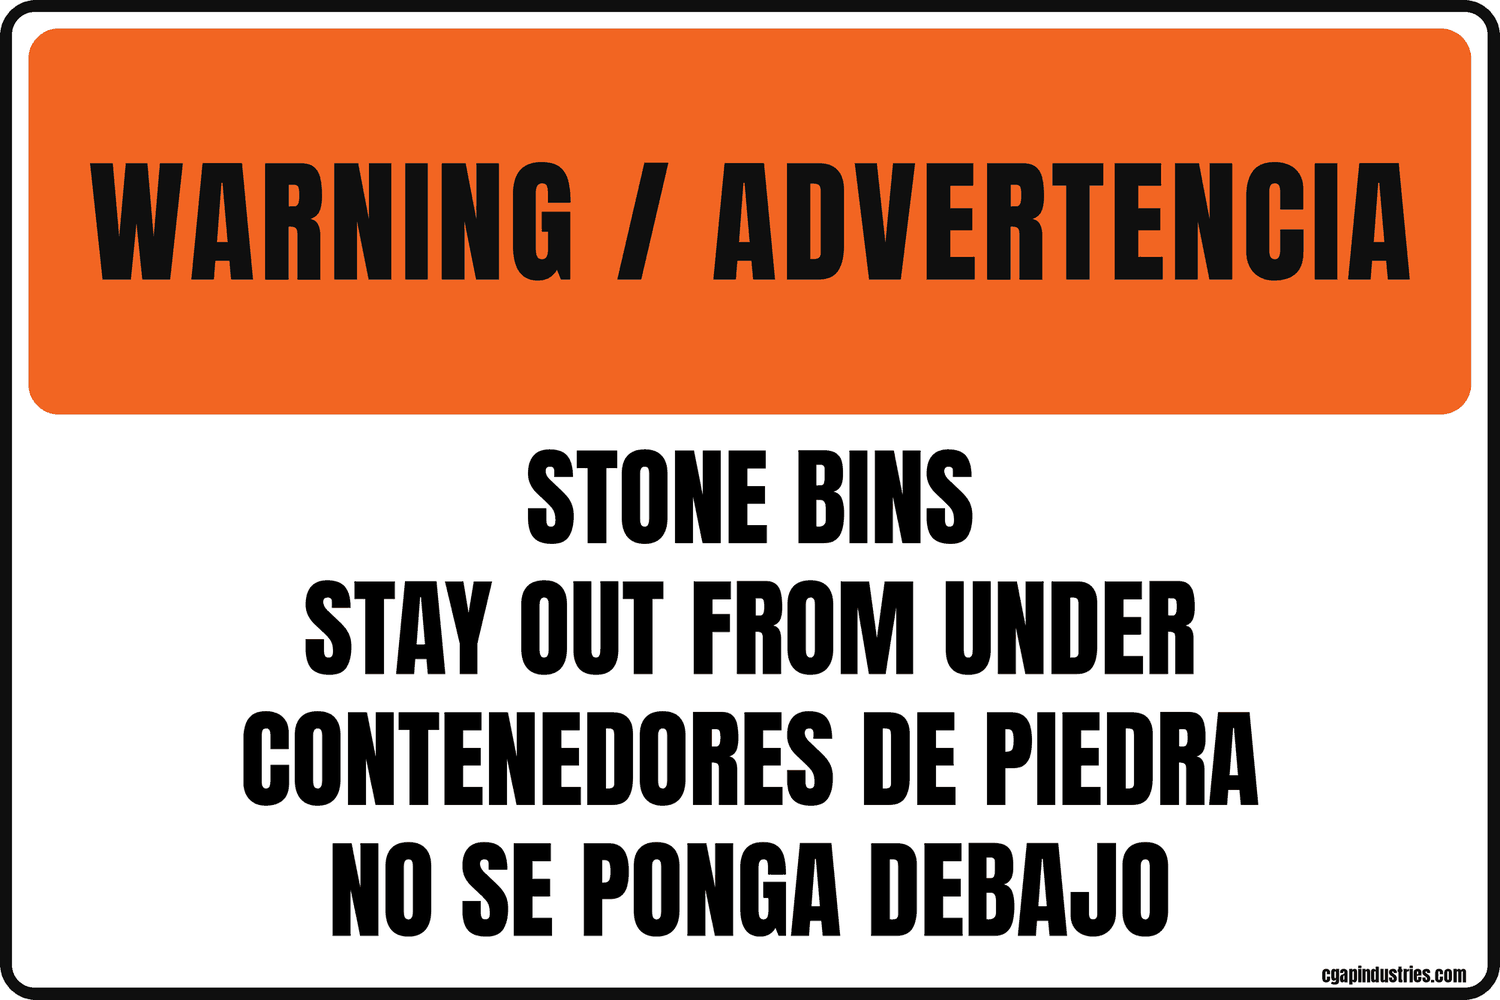 WARNING / ADVERTENCIA
STONE BINS
STAY OUT FROM UNDER
CONTENEDORES DE PIEDRA
NO SE PONGA DEBAJO
cgapindustries.com